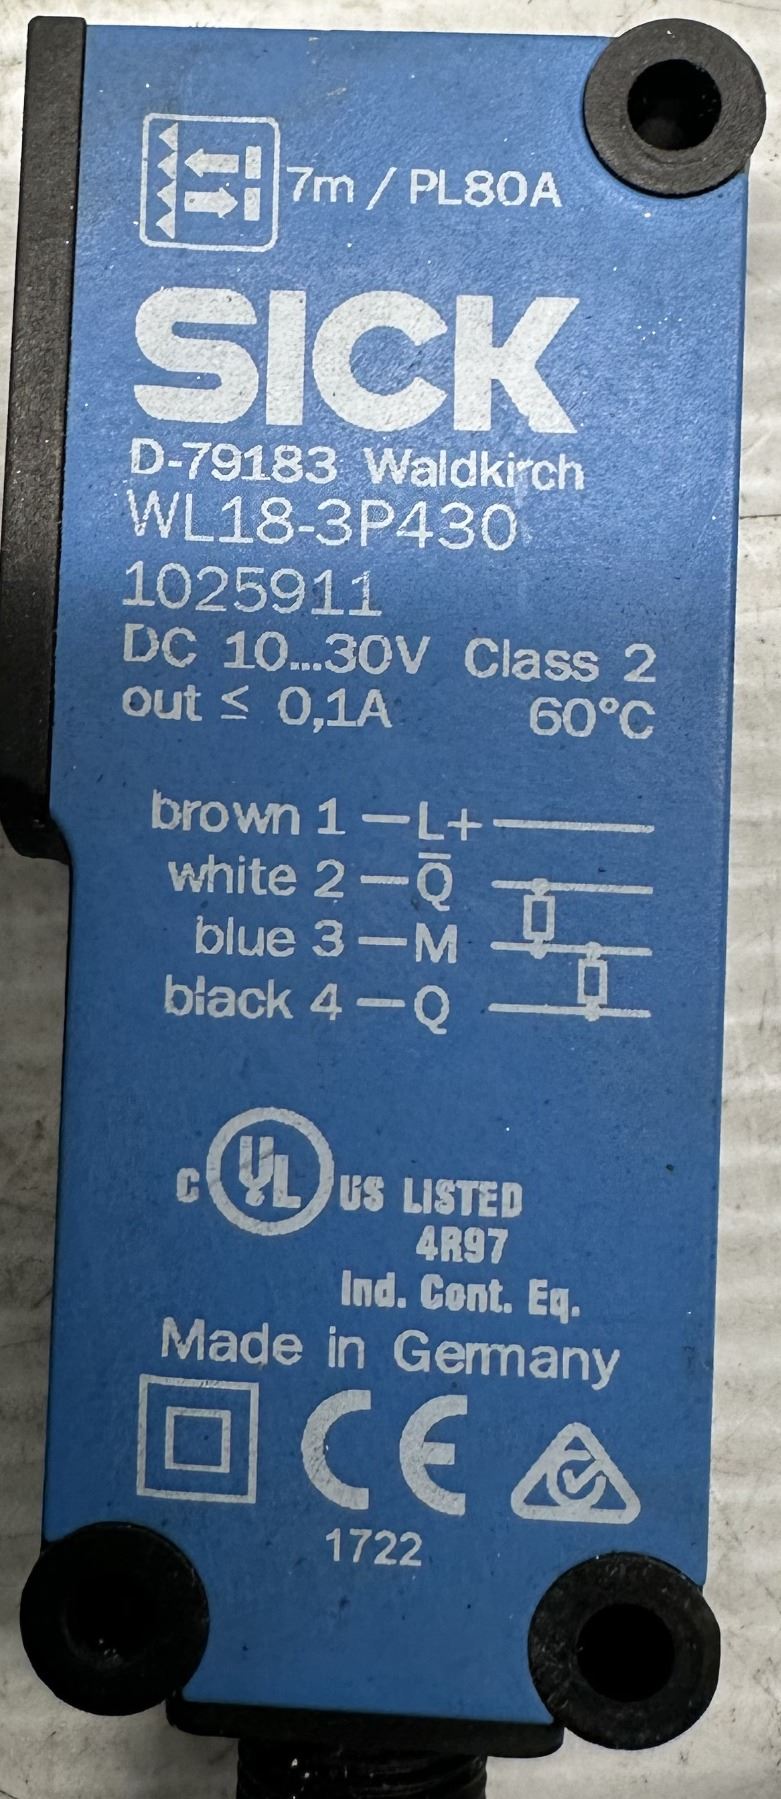 7m / PL80A
SICK
D-79183 Waldkirch
WL18-3P430
1025911
DC 10...30V Class 2
out ≤ 0,1A 60°C
brown 1 — L+
white 2 — Q̅
blue 3 — M
black 4 — Q
C UL US LISTED
4R97
Ind. Cont. Eq.
Made in Germany
CE
1722